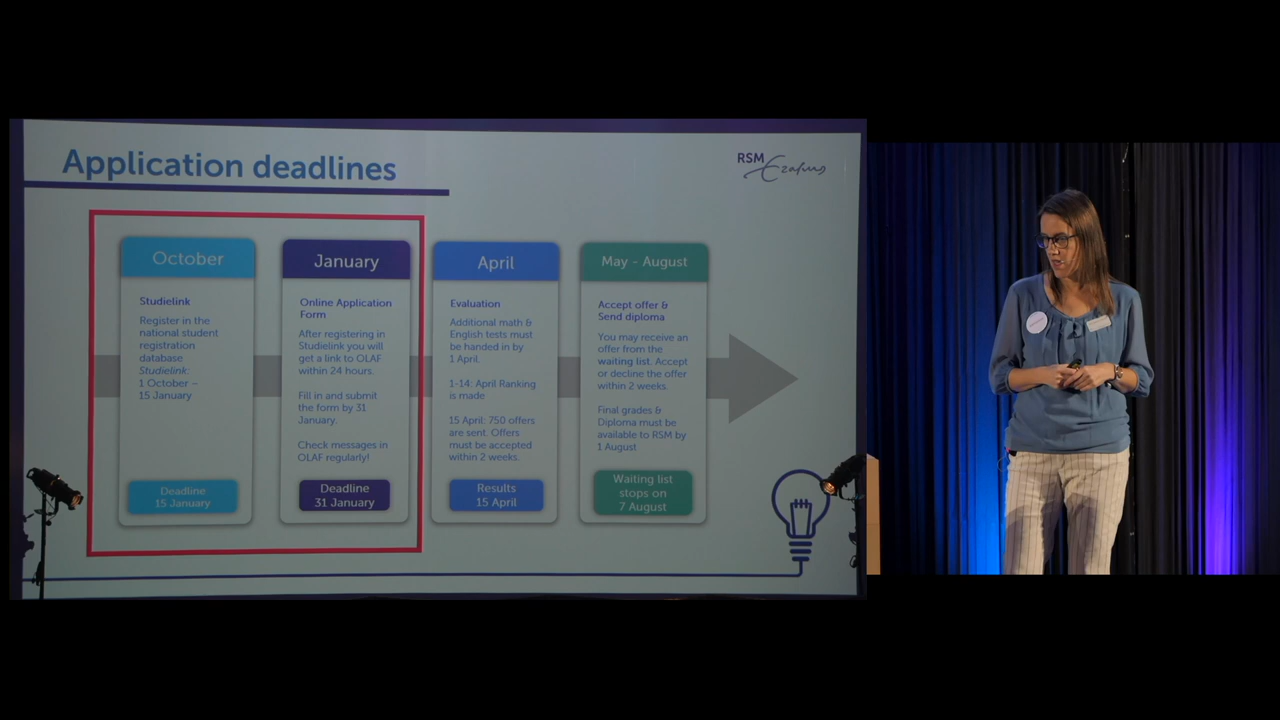 Application deadlines
RSM
Erasmus
October
Studielink
Register in the
national student
registration
database
Studielink:
1 October –
15 January
Deadline
15 January
January
Online Application
Form
After registering in
Studielink you will
get a link to OLAF
within 24 hours.
Fill in and submit
the form by 31
January.
Check messages in
OLAF regularly!
Deadline
31 January
April
Evaluation
Additional math &
English tests must
be handed in by
1 April.
1-14: April Ranking
is made
15 April: 750 offers
are sent. Offers
must be accepted
within 2 weeks.
Results
15 April
May - August
Accept offer &
Send diploma
You may receive an
offer from the
waiting list. Accept
or decline the offer
within 2 weeks.
Final grades &
Diploma must be
available to RSM by
1 August
Waiting list
stops on
7 August